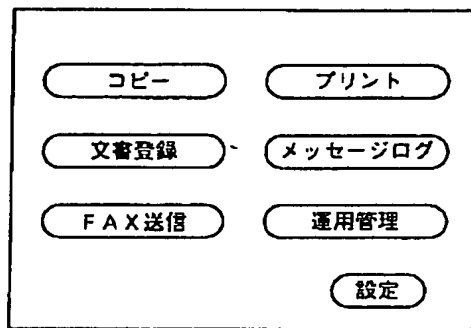 コピー
プリント
文書登録
メッセージログ
FAX送信
運用管理
設定